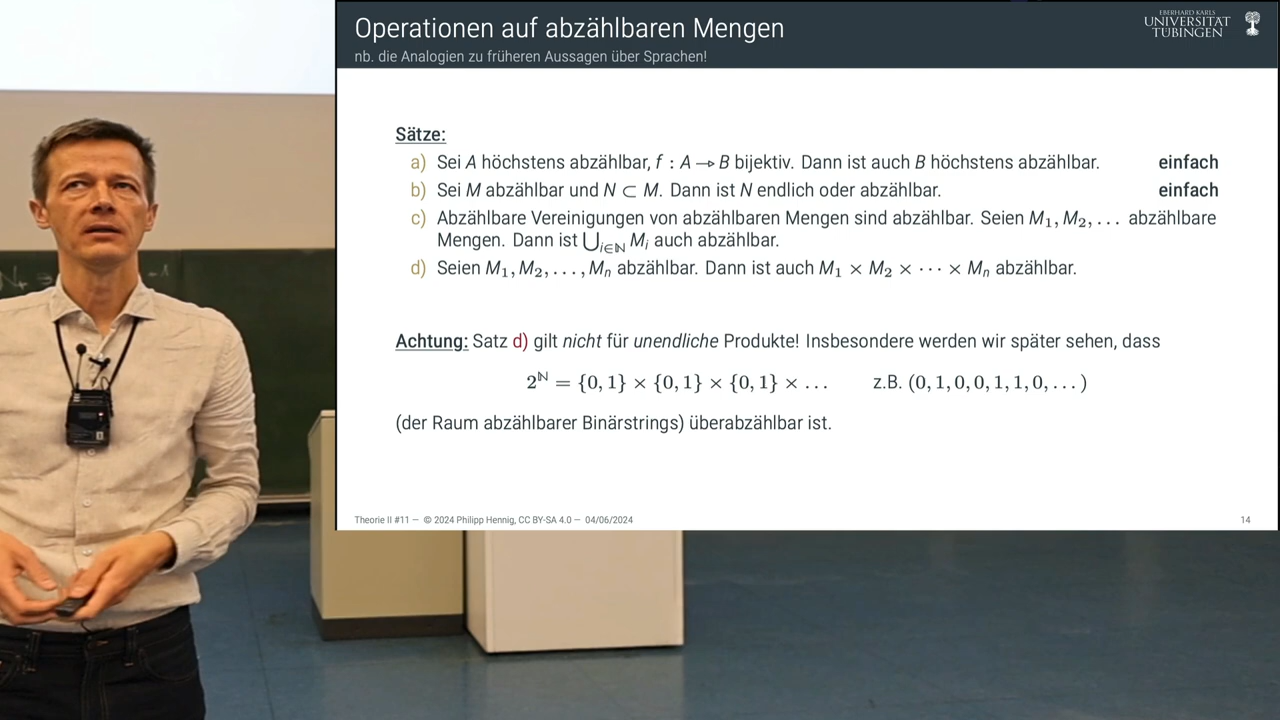 Operationen auf abzählbaren Mengen
nb. die Analogien zu früheren Aussagen über Sprachen!
EBERHARD KARLS
UNIVERSITÄT
TÜBINGEN
Sätze:
a) Sei A höchstens abzählbar, f : A → B bijektiv. Dann ist auch B höchstens abzählbar. einfach
b) Sei M abzählbar und N ⊂ M. Dann ist N endlich oder abzählbar. einfach
c) Abzählbare Vereinigungen von abzählbaren Mengen sind abzählbar. Seien M₁, M₂, . . . abzählbare
Mengen. Dann ist ⋃_{i∈ℕ} M_i auch abzählbar.
d) Seien M₁, M₂, . . . , Mₙ abzählbar. Dann ist auch M₁ × M₂ × ⋯ × Mₙ abzählbar.
Achtung: Satz d) gilt nicht für unendliche Produkte! Insbesondere werden wir später sehen, dass
2^ℕ = {0, 1} × {0, 1} × {0, 1} × . . . z.B. (0, 1, 0, 0, 1, 1, 0, . . . )
(der Raum abzählbarer Binärstrings) überabzählbar ist.
Theorie II #11 — © 2024 Philipp Hennig, CC BY-SA 4.0 — 04/06/2024
14